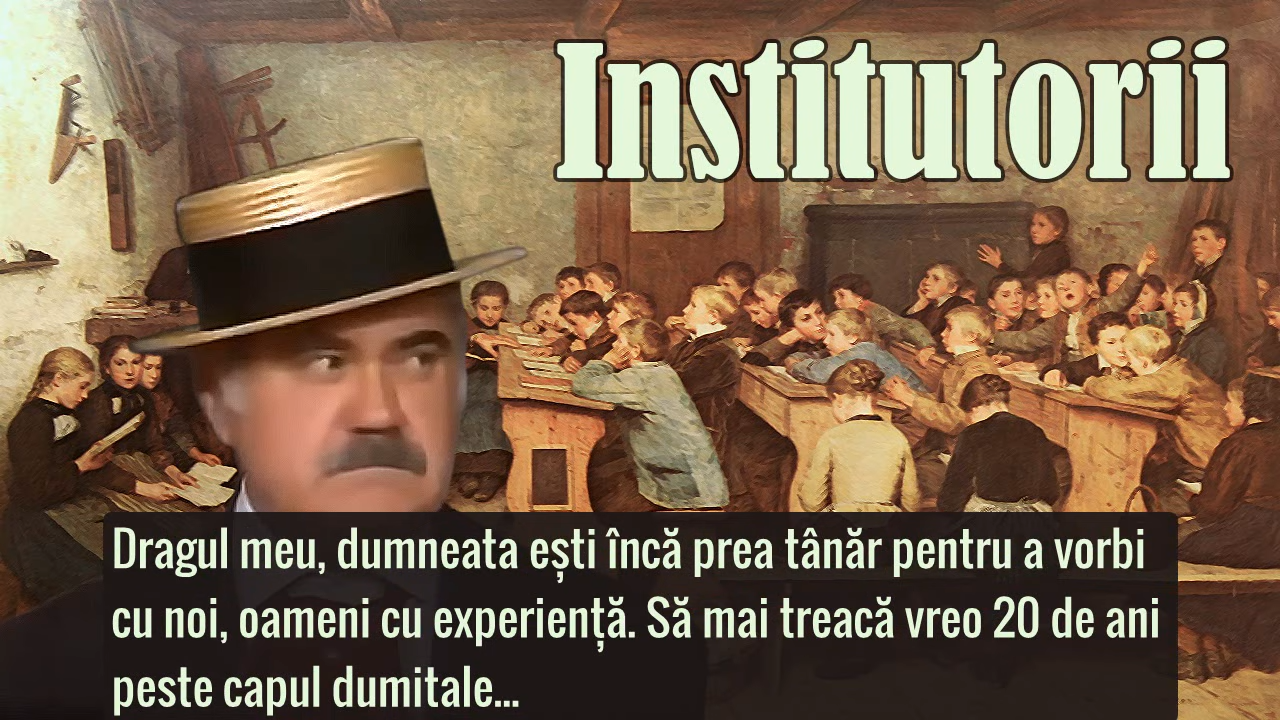 Institutorii
Dragul meu, dumneata ești încă prea tânăr pentru a vorbi
cu noi, oameni cu experiență. Să mai treacă vreo 20 de ani
peste capul dumitale...